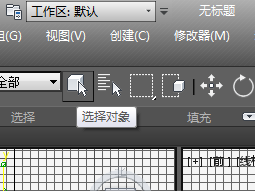 工作区: 默认 无标题
组(G) 视图(V) 创建(C) 修改器(M)
全部
选择对象
选择 填充
[+] [前] [线